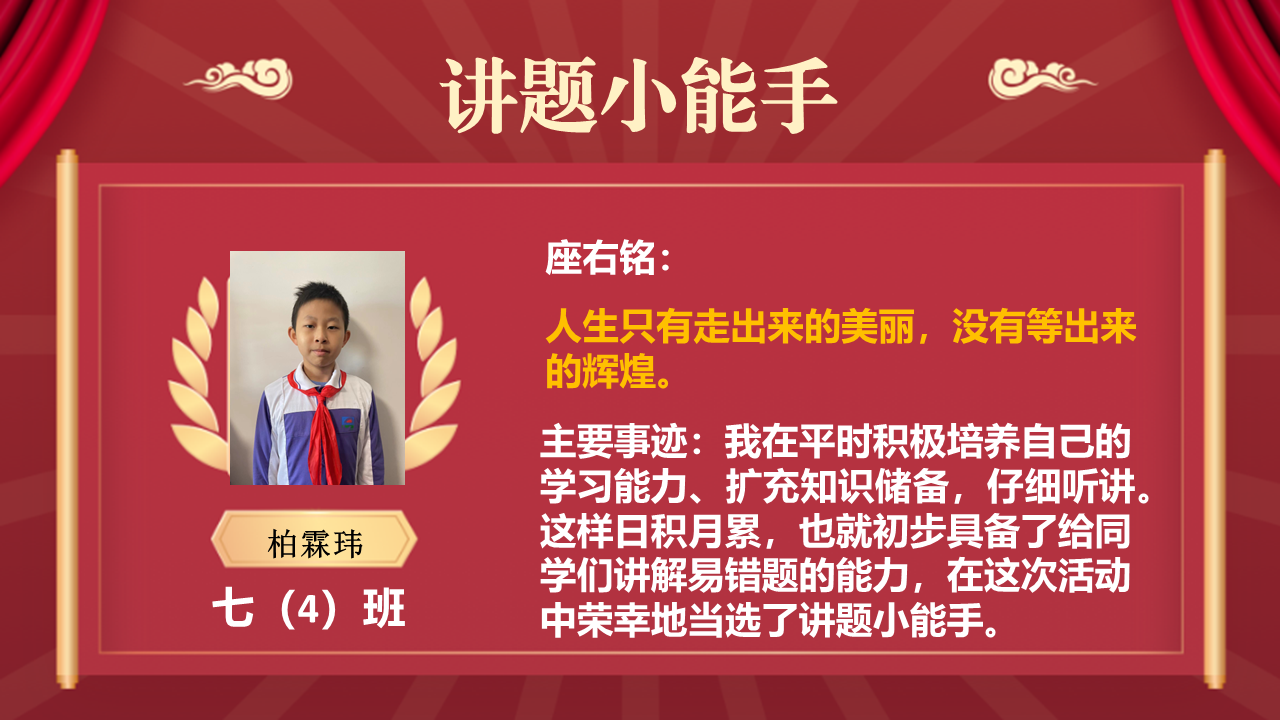 讲题小能手
座右铭：
人生只有走出来的美丽，没有等出来
的辉煌。
主要事迹：我在平时积极培养自己的
学习能力、扩充知识储备，仔细听讲。
这样日积月累，也就初步具备了给同
学们讲解易错题的能力，在这次活动
中荣幸地当选了讲题小能手。
柏霖玮
七（4）班